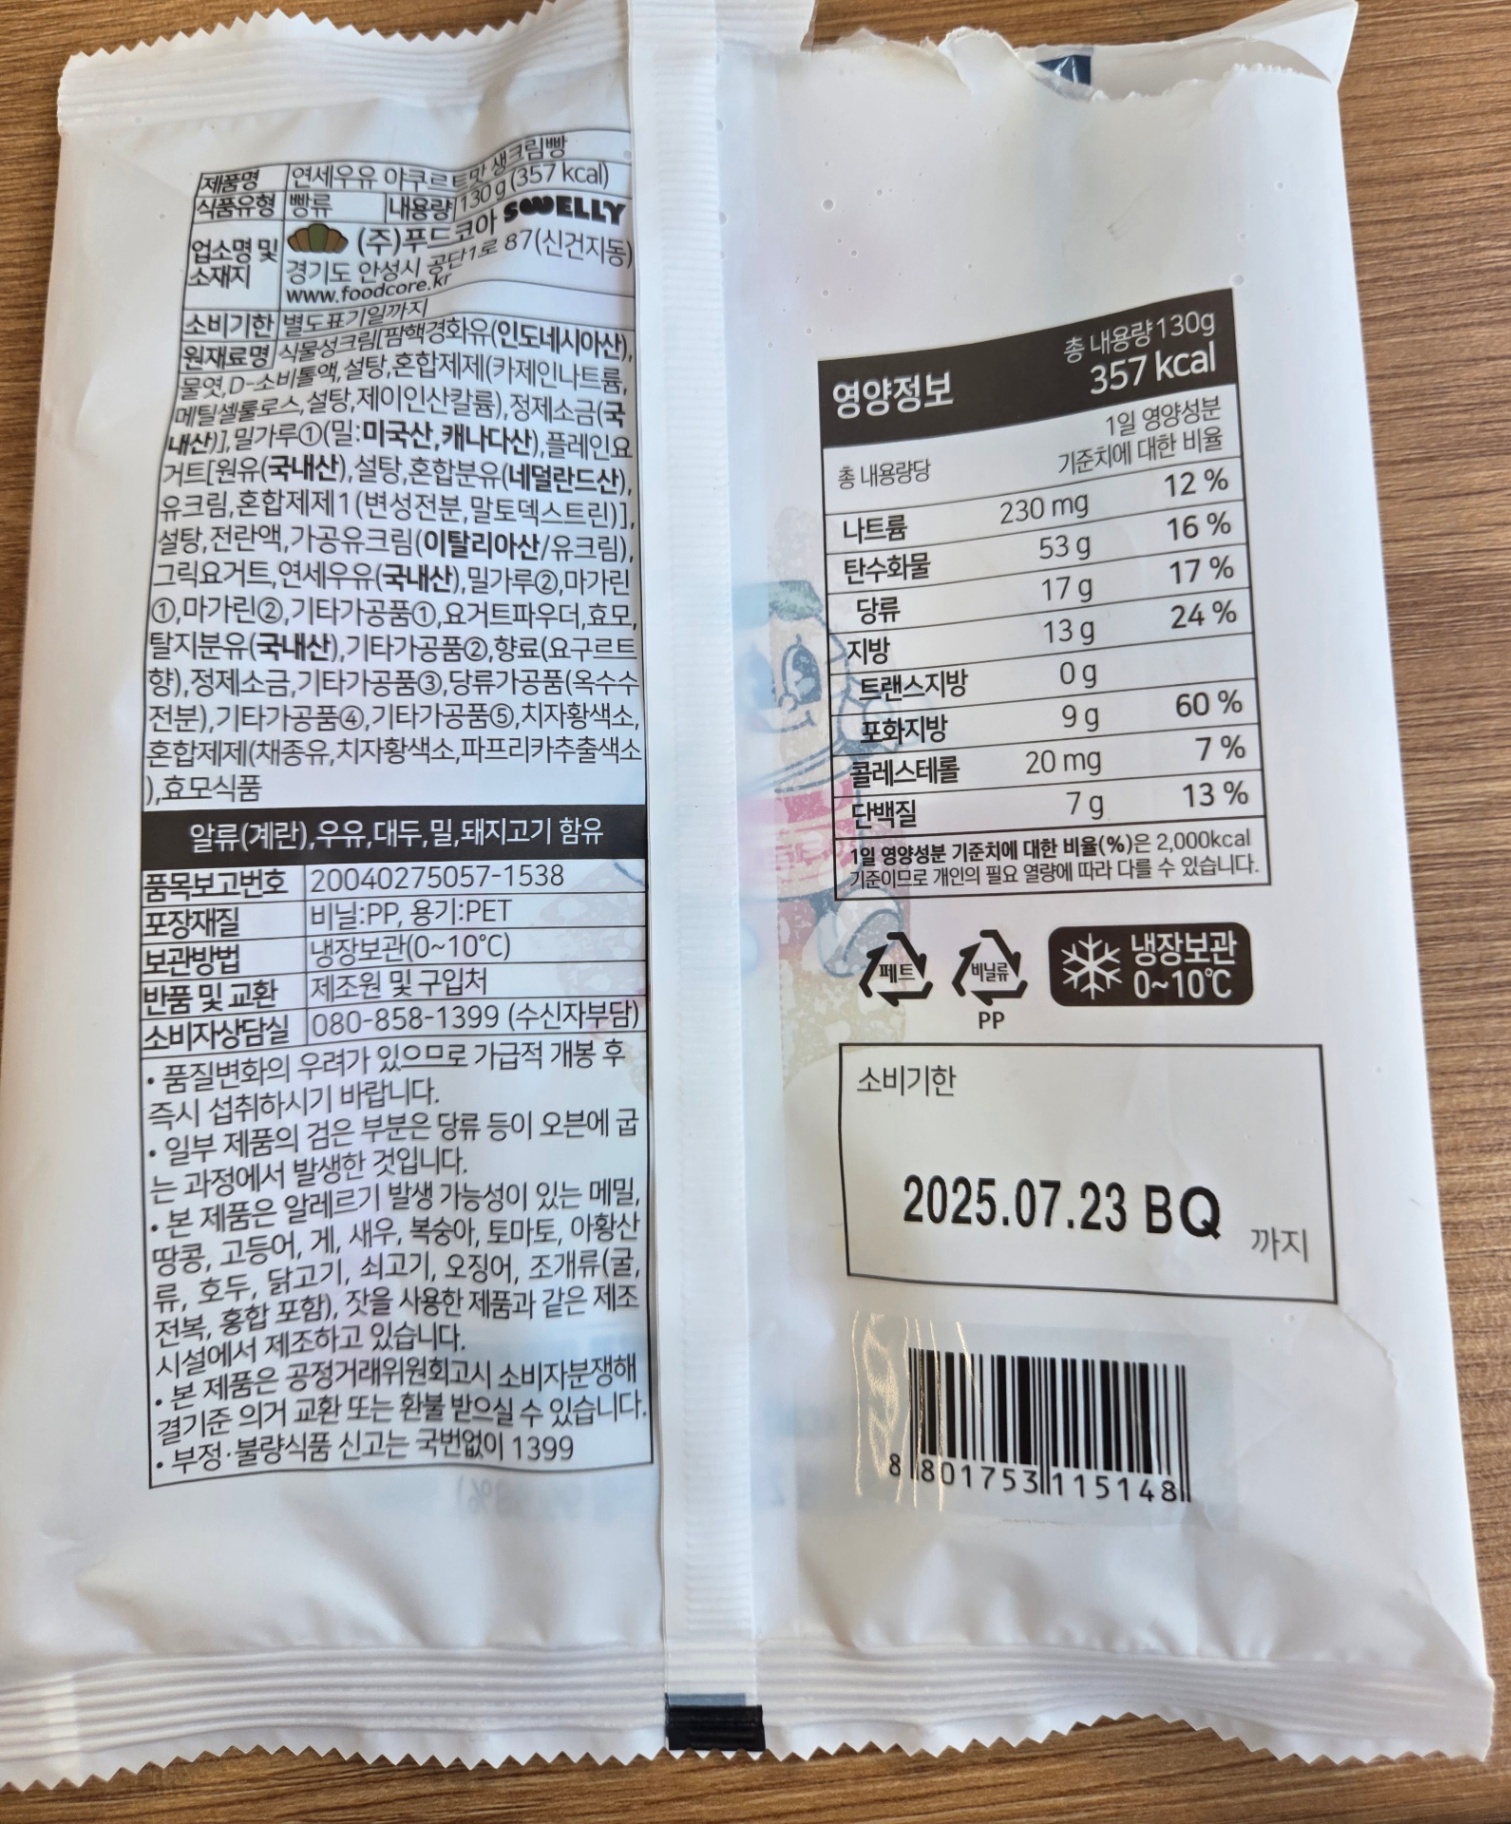 제품명 연세우유 야쿠르트맛 생크림빵
식품유형 빵류 내용량 130 g (357 kcal)
업소명 및 소재지 (주)푸드코아 SWELLY
경기도 안성시 공단1로 87(신건지동)
www.foodcore.kr
소비기한 별도표기일까지
원재료명 식물성크림[팜핵경화유(인도네시아산),
물엿,D-소비톨액,설탕,혼합제제(카제인나트륨,
메틸셀룰로스,설탕,제이인산칼륨),정제소금(국
내산)],밀가루①(밀:미국산,캐나다산),플레인요
거트[원유(국내산),설탕,혼합분유(네덜란드산),
유크림,혼합제제1(변성전분,말토덱스트린)],
설탕,전란액,가공유크림(이탈리아산/유크림),
그릭요거트,연세우유(국내산),밀가루②,마가린
①,마가린②,기타가공품①,요거트파우더,효모,
탈지분유(국내산),기타가공품②,향료(요구르트
향),정제소금,기타가공품③,당류가공품(옥수수
전분),기타가공품④,기타가공품⑤,치자황색소,
혼합제제(채종유,치자황색소,파프리카추출색소
),효모식품
알류(계란),우유,대두,밀,돼지고기 함유
품목보고번호 20040275057-1538
포장재질 비닐:PP, 용기:PET
보관방법 냉장보관(0~10℃)
반품 및 교환 제조원 및 구입처
소비자상담실 080-858-1399 (수신자부담)
• 품질변화의 우려가 있으므로 가급적 개봉 후
즉시 섭취하시기 바랍니다.
• 일부 제품의 검은 부분은 당류 등이 오븐에 굽
는 과정에서 발생한 것입니다.
• 본 제품은 알레르기 발생 가능성이 있는 메밀,
땅콩, 고등어, 게, 새우, 복숭아, 토마토, 아황산
류, 호두, 닭고기, 쇠고기, 오징어, 조개류(굴,
전복, 홍합 포함), 잣을 사용한 제품과 같은 제조
시설에서 제조하고 있습니다.
• 본 제품은 공정거래위원회고시 소비자분쟁해
결기준 의거 교환 또는 환불 받으실 수 있습니다.
• 부정·불량식품 신고는 국번없이 1399
영양정보 총 내용량 130g
357 kcal
총 내용량당 1일 영양성분
기준치에 대한 비율
나트륨 230 mg 12 %
탄수화물 53 g 16 %
당류 17 g 17 %
지방 13 g 24 %
트랜스지방 0 g
포화지방 9 g 60 %
콜레스테롤 20 mg 7 %
단백질 7 g 13 %
1일 영양성분 기준치에 대한 비율(%)은 2,000kcal
기준이므로 개인의 필요 열량에 따라 다를 수 있습니다.
페트 비닐류 냉장보관
PP 0~10℃
소비기한
2025.07.23 BQ 까지
8 801753 115148